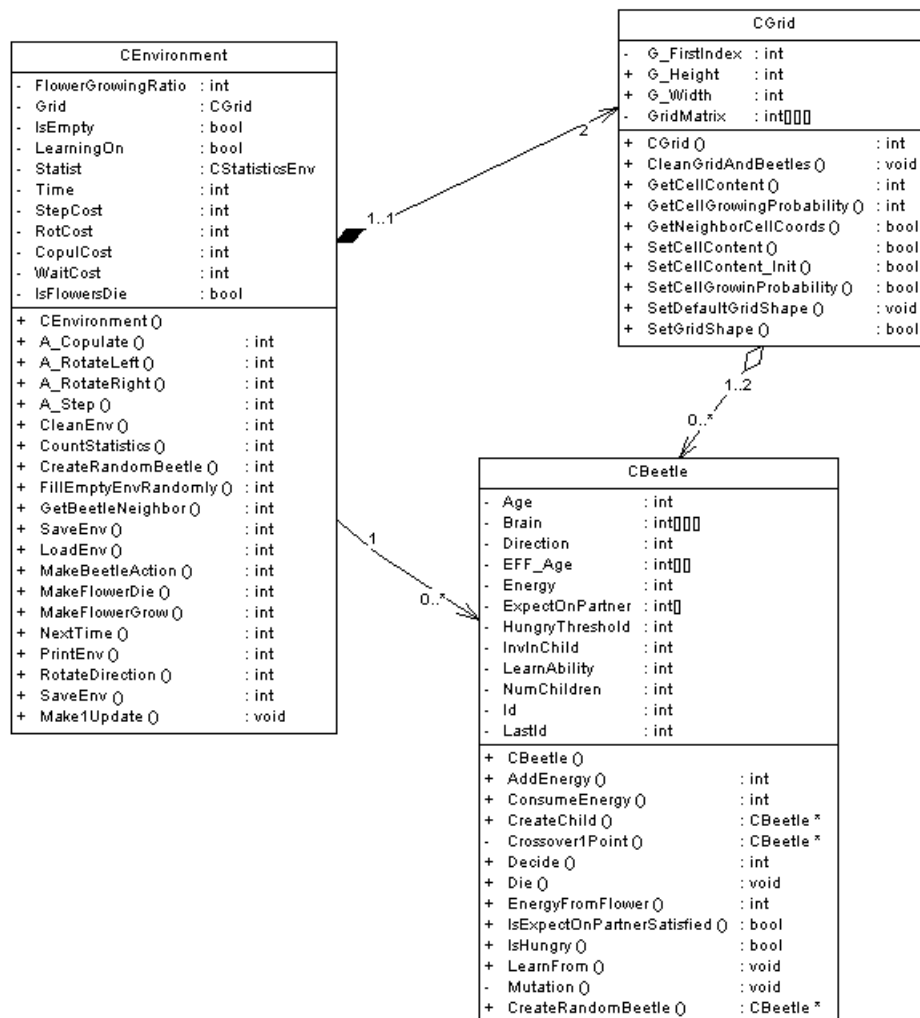 CEnvironment
- FlowerGrowingRatio : int
- Grid : CGrid
- IsEmpty : bool
- LearningOn : bool
- Statist : CStatisticsEnv
- Time : int
- StepCost : int
- RotCost : int
- CopulCost : int
- WaitCost : int
- IsFlowersDie : bool
+ CEnvironment ()
+ A_Copulate () : int
+ A_RotateLeft () : int
+ A_RotateRight () : int
+ A_Step () : int
+ CleanEnv () : int
+ CountStatistics () : int
+ CreateRandomBeetle () : int
+ FillEmptyEnvRandomly () : int
+ GetBeetleNeighbor () : int
+ SaveEnv () : int
+ LoadEnv () : int
+ MakeBeetleAction () : int
+ MakeFlowerDie () : int
+ MakeFlowerGrow () : int
+ NextTime () : int
+ PrintEnv () : int
+ RotateDirection () : int
+ SaveEnv () : int
+ Make1Update () : void
1..1
2
CGrid
- G_FirstIndex : int
+ G_Height : int
+ G_Width : int
- GridMatrix : int[][][]
+ CGrid () : int
+ CleanGridAndBeetles () : void
+ GetCellContent () : int
+ GetCellGrowingProbability () : int
+ GetNeighborCellCoords () : bool
+ SetCellContent () : bool
+ SetCellContent_Init () : bool
+ SetCellGrowinProbability () : bool
+ SetDefaultGridShape () : void
+ SetGridShape () : bool
1..2
0..*
1
0..*
CBeetle
- Age : int
- Brain : int[][][]
- Direction : int
- EFF_Age : int[][]
- Energy : int
- ExpectOnPartner : int[]
- HungryThreshold : int
- InvInChild : int
- LearnAbility : int
- NumChildren : int
- Id : int
- LastId : int
+ CBeetle ()
+ AddEnergy () : int
+ ConsumeEnergy () : int
+ CreateChild () : CBeetle *
- Crossover1Point () : CBeetle *
+ Decide () : int
+ Die () : void
+ EnergyFromFlower () : int
+ IsExpectOnPartnerSatisfied () : bool
+ IsHungry () : bool
+ LearnFrom () : void
- Mutation () : void
+ CreateRandomBeetle () : CBeetle *